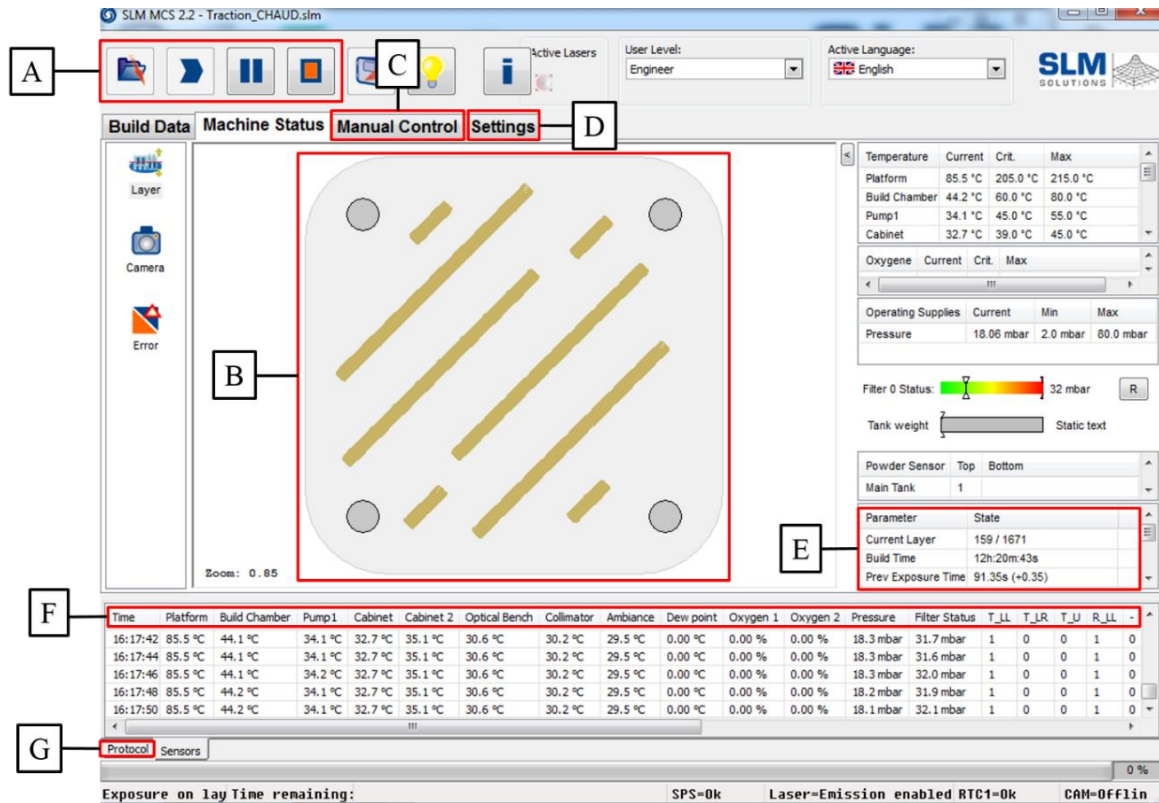 SLM MCS 2.2 - Traction_CHAUD.slm
A
C
Active Lasers
User Level:
Engineer
Active Language:
English
SLM
SOLUTIONS
Build Data Machine Status Manual Control Settings
D
Layer
Camera
Error
B
Zoom: 0.85
<
Temperature Current Crit. Max
Platform 85.5 °C 205.0 °C 215.0 °C
Build Chamber 44.2 °C 60.0 °C 80.0 °C
Pump1 34.1 °C 45.0 °C 55.0 °C
Cabinet 32.7 °C 39.0 °C 45.0 °C
Oxygene Current Crit. Max
Operating Supplies Current Min Max
Pressure 18.06 mbar 2.0 mbar 80.0 mbar
Filter 0 Status: 32 mbar R
Tank weight Static text
Powder Sensor Top Bottom
Main Tank 1
E
Parameter State
Current Layer 159 / 1671
Build Time 12h:20m:43s
Prev Exposure Time 91.35s (+0.35)
F
Time Platform Build Chamber Pump1 Cabinet Cabinet 2 Optical Bench Collimator Ambiance Dew point Oxygen 1 Oxygen 2 Pressure Filter Status T_LL T_LR T_U R_LL -
16:17:42 85.5 °C 44.1 °C 34.1 °C 32.7 °C 35.1 °C 30.6 °C 30.2 °C 29.5 °C 0.00 °C 0.00 % 0.00 % 18.3 mbar 31.7 mbar 1 0 0 1 0
16:17:44 85.5 °C 44.1 °C 34.1 °C 32.7 °C 35.1 °C 30.6 °C 30.2 °C 29.5 °C 0.00 °C 0.00 % 0.00 % 18.3 mbar 31.6 mbar 1 0 0 1 0
16:17:46 85.5 °C 44.1 °C 34.2 °C 32.7 °C 35.1 °C 30.6 °C 30.2 °C 29.5 °C 0.00 °C 0.00 % 0.00 % 18.3 mbar 32.0 mbar 1 0 0 1 0
16:17:48 85.5 °C 44.2 °C 34.1 °C 32.7 °C 35.1 °C 30.6 °C 30.2 °C 29.5 °C 0.00 °C 0.00 % 0.00 % 18.2 mbar 31.9 mbar 1 0 0 1 0
16:17:50 85.5 °C 44.2 °C 34.1 °C 32.7 °C 35.1 °C 30.6 °C 30.2 °C 29.5 °C 0.00 °C 0.00 % 0.00 % 18.1 mbar 32.1 mbar 1 0 0 1 0
G
Protocol Sensors
0 %
Exposure on lay Time remaining: SPS=Ok Laser=Emission enabled RTC1=Ok CAM=Offlin